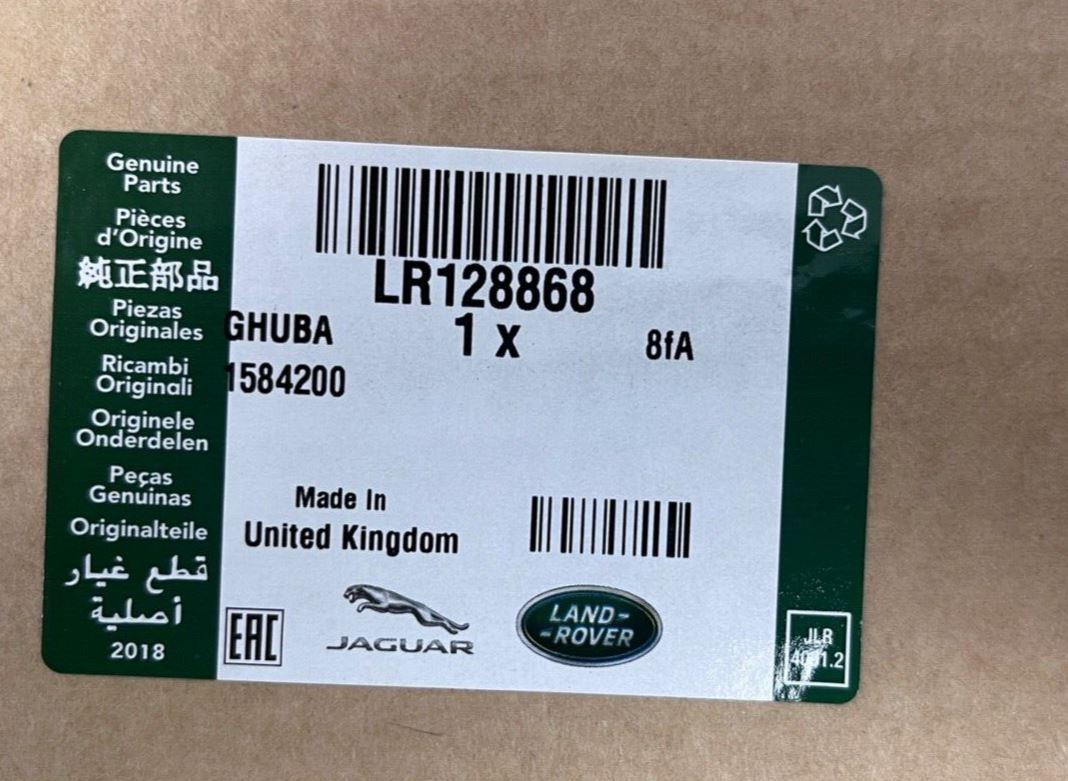 Genuine
Parts
Pièces
d'Origine
純正部品
Piezas
Originales
Ricambi
Originali
Originele
Onderdelen
Peças
Genuinas
Originalteile
قطع غيار
أصلية
2018
LR128868
GHUBA
1 x
8fA
1584200
Made In
United Kingdom
EAC
JAGUAR
LAND-
-ROVER
JLR